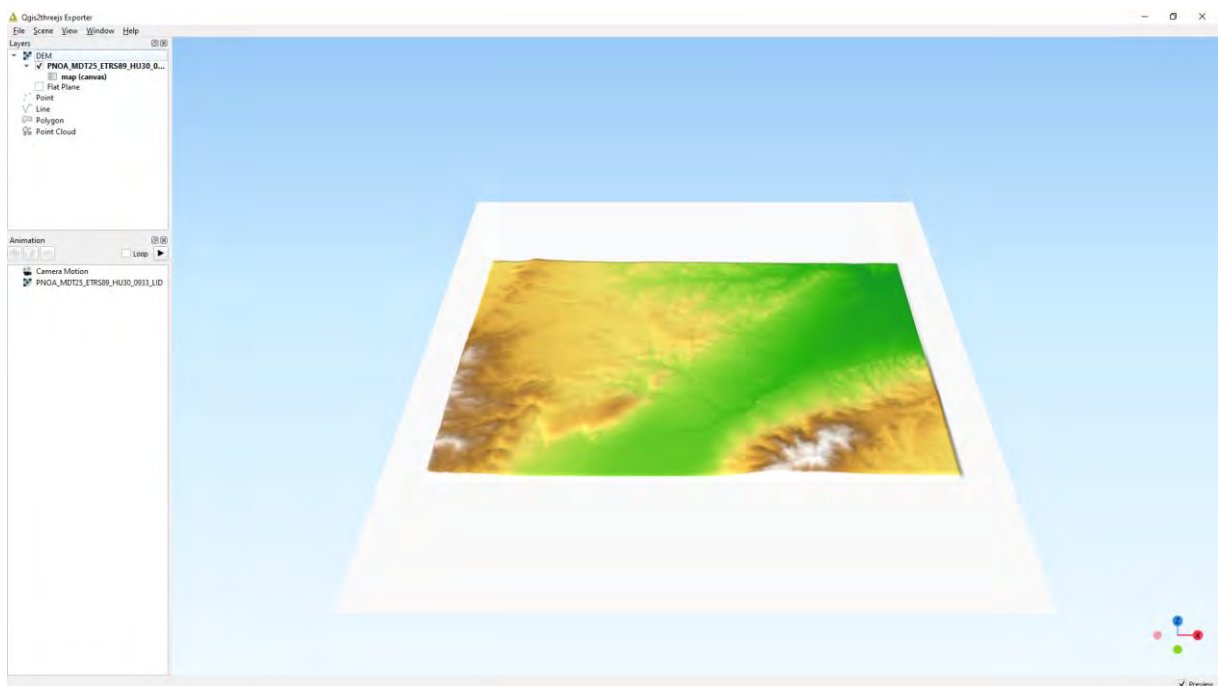 Qgis2threejs Exporter
File Scene View Window Help
Layers
DEM
PNOA_MDT25_ETRS89_HU30_0...
map (canvas)
Flat Plane
Point
Line
Polygon
Point Cloud
Animation
Loop
Camera Motion
PNOA_MDT25_ETRS89_HU30_0933_LID
Z
X
Preview